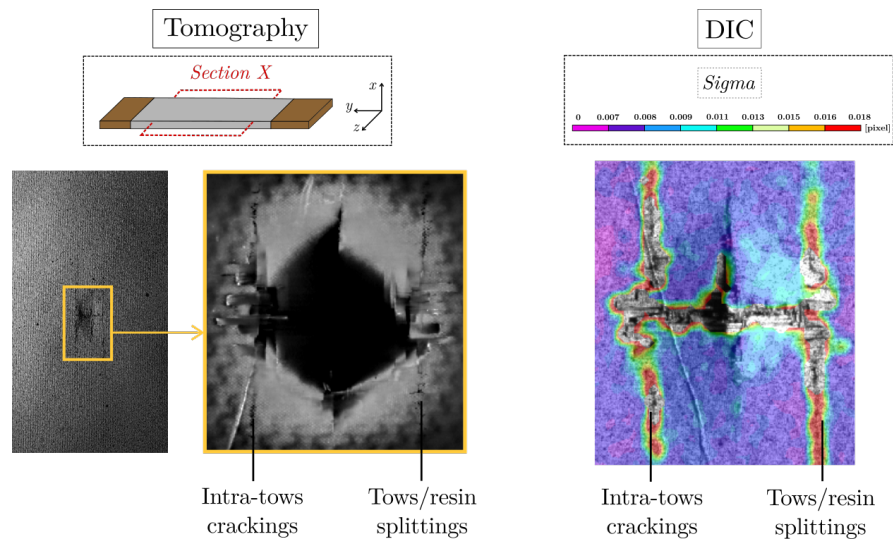 Tomography
Section X
x
y
z
Intra-tows
crackings
Tows/resin
splittings
DIC
Sigma
0 0.007 0.008 0.009 0.011 0.013 0.015 0.016 0.018
[pixel]
Intra-tows
crackings
Tows/resin
splittings